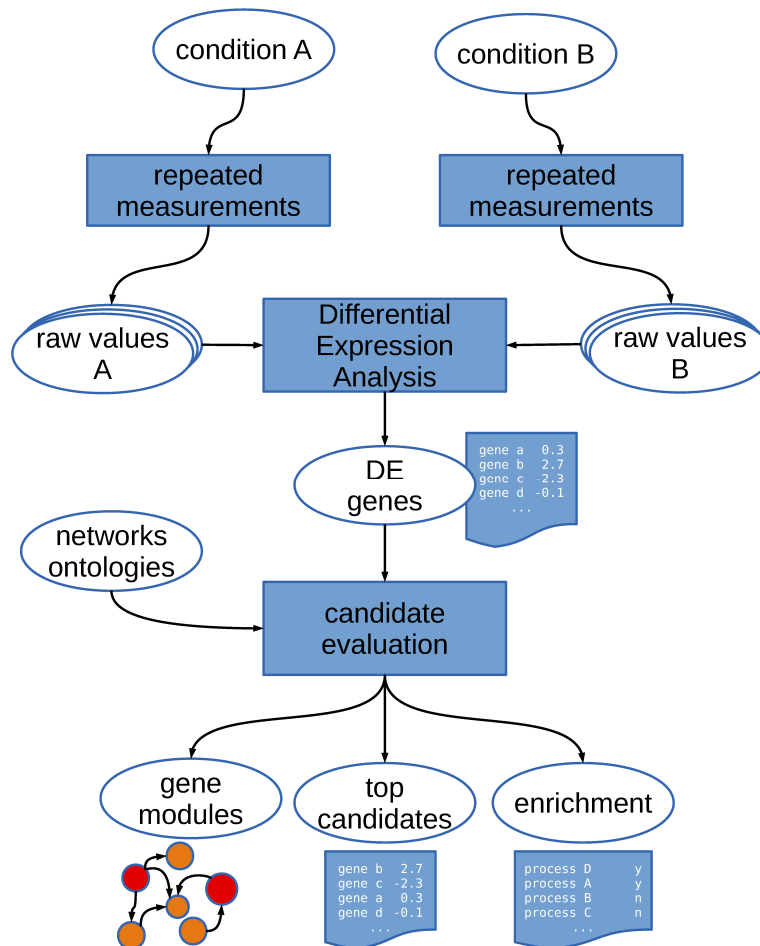 condition A
condition B
repeated
measurements
repeated
measurements
raw values
A
Differential
Expression
Analysis
raw values
B
DE
genes
gene a 0.3
gene b 2.7
gene c -2.3
gene d -0.1
...
networks
ontologies
candidate
evaluation
gene
modules
top
candidates
enrichment
gene b 2.7
gene c -2.3
gene a 0.3
gene d -0.1
...
process D y
process A y
process B n
process C n
...